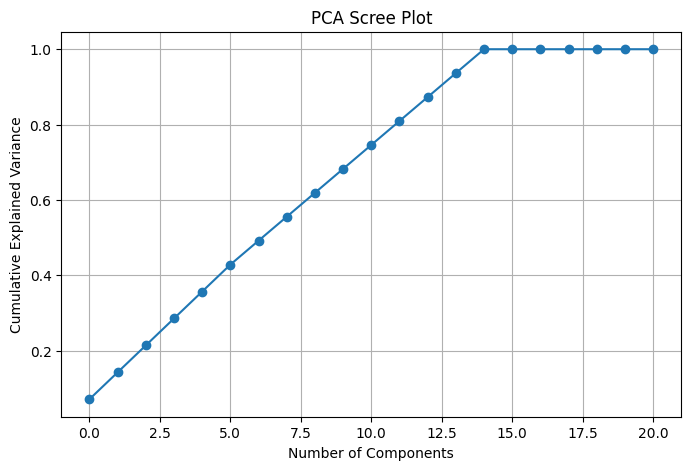 PCA Scree Plot
Cumulative Explained Variance
1.0
0.8
0.6
0.4
0.2
0.0 2.5 5.0 7.5 10.0 12.5 15.0 17.5 20.0
Number of Components